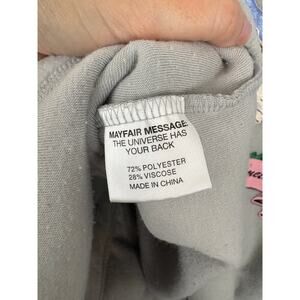 MAYFAIR MESSAGE
THE UNIVERSE HAS
YOUR BACK
72% POLYESTER
28% VISCOSE
MADE IN CHINA